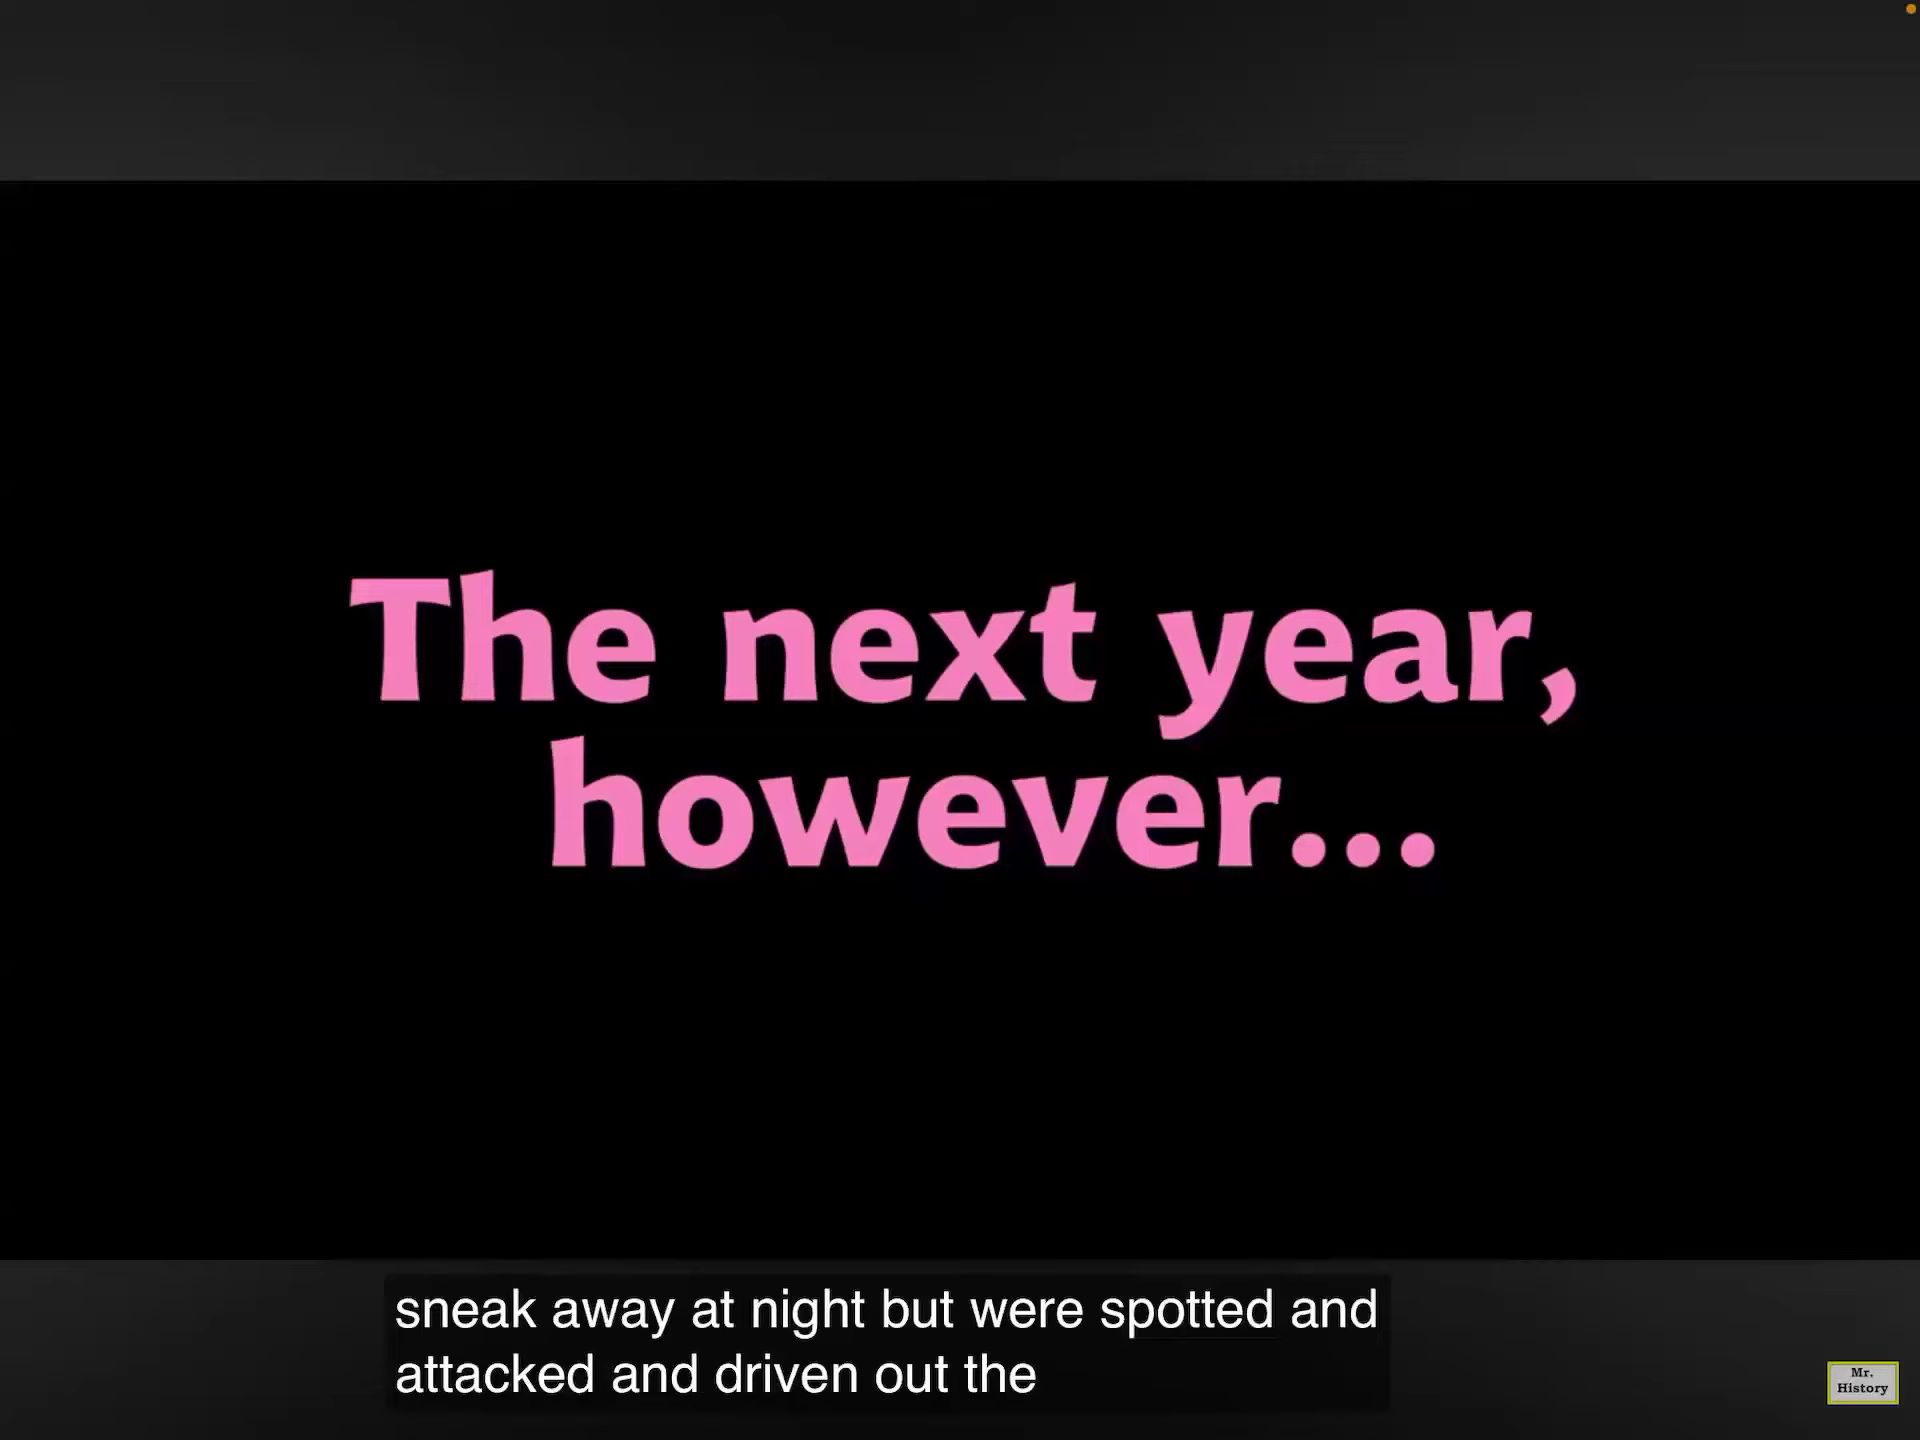 The next year,
however...
sneak away at night but were spotted and
attacked and driven out the
Mr.
History